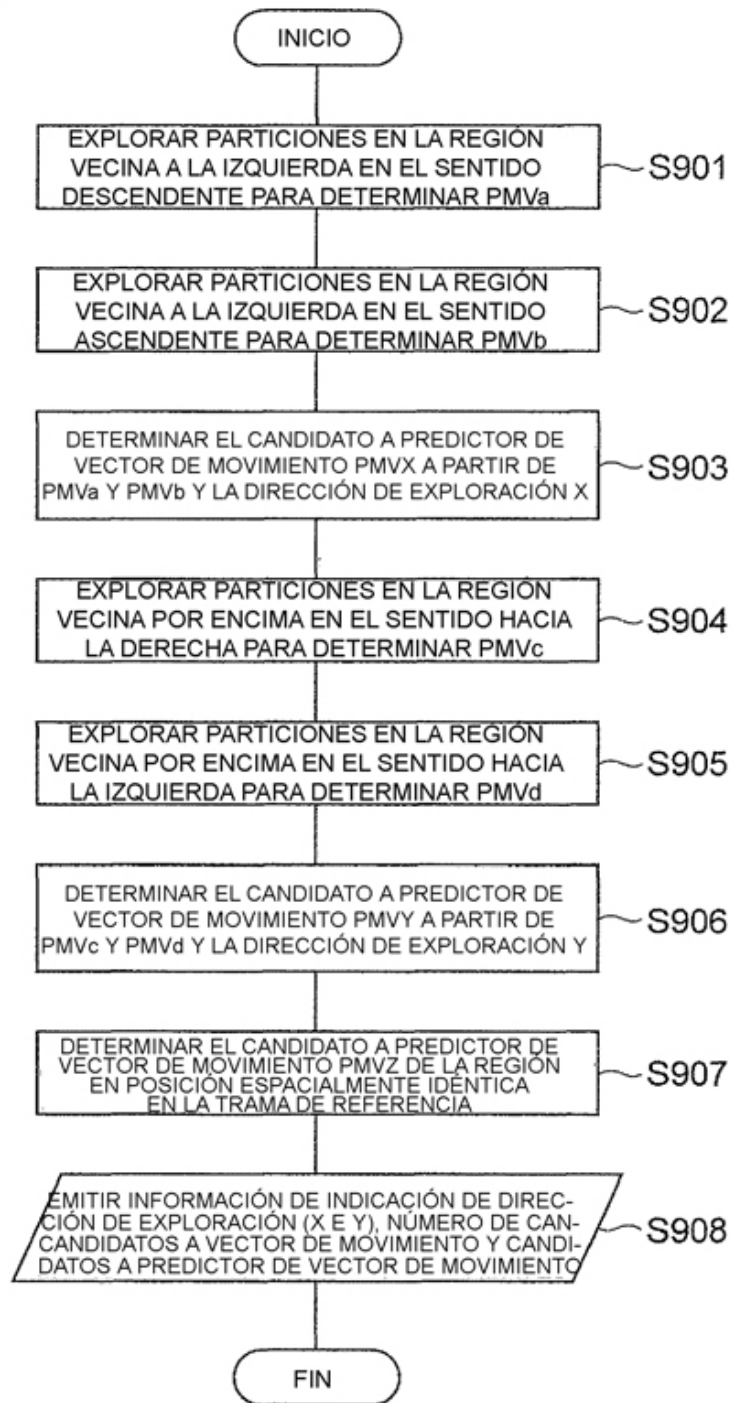 INICIO
EXPLORAR PARTICIONES EN LA REGIÓN
VECINA A LA IZQUIERDA EN EL SENTIDO
DESCENDENTE PARA DETERMINAR PMVa
S901
EXPLORAR PARTICIONES EN LA REGIÓN
VECINA A LA IZQUIERDA EN EL SENTIDO
ASCENDENTE PARA DETERMINAR PMVb
S902
DETERMINAR EL CANDIDATO A PREDICTOR DE
VECTOR DE MOVIMIENTO PMVX A PARTIR DE
PMVa Y PMVb Y LA DIRECCIÓN DE EXPLORACIÓN X
S903
EXPLORAR PARTICIONES EN LA REGIÓN
VECINA POR ENCIMA EN EL SENTIDO HACIA
LA DERECHA PARA DETERMINAR PMVc
S904
EXPLORAR PARTICIONES EN LA REGIÓN
VECINA POR ENCIMA EN EL SENTIDO HACIA
LA IZQUIERDA PARA DETERMINAR PMVd
S905
DETERMINAR EL CANDIDATO A PREDICTOR DE
VECTOR DE MOVIMIENTO PMVY A PARTIR DE
PMVc Y PMVd Y LA DIRECCIÓN DE EXPLORACIÓN Y
S906
DETERMINAR EL CANDIDATO A PREDICTOR DE
VECTOR DE MOVIMIENTO PMVZ DE LA REGIÓN
EN POSICIÓN ESPACIALMENTE IDÉNTICA
EN LA TRAMA DE REFERENCIA
S907
EMITIR INFORMACIÓN DE INDICACIÓN DE DIREC-
CIÓN DE EXPLORACIÓN (X E Y), NÚMERO DE CAN-
CANDIDATOS A VECTOR DE MOVIMIENTO Y CANDI-
DATOS A PREDICTOR DE VECTOR DE MOVIMIENTO
S908
FIN